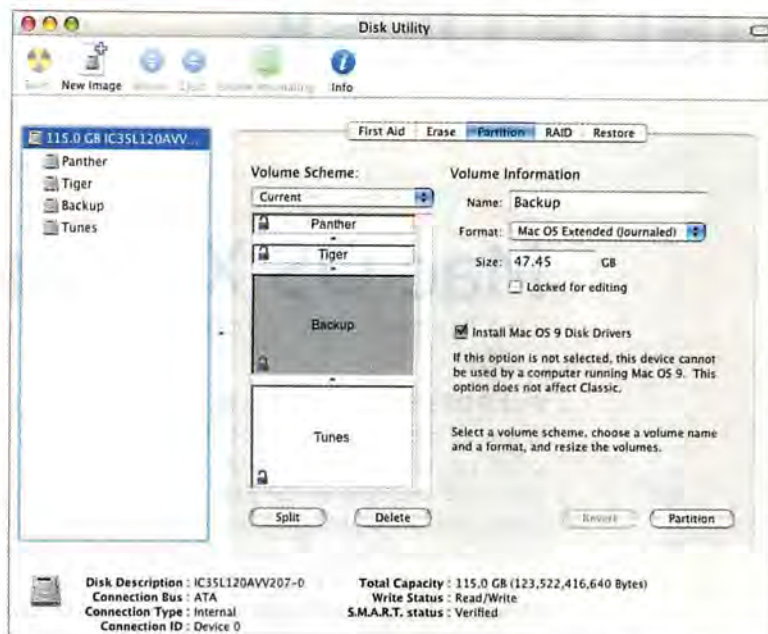 Disk Utility
New Image
Info
115.0 GB IC35L120AVV...
Panther
Tiger
Backup
Tunes
First Aid
Erase
Partition
RAID
Restore
Volume Scheme:
Current
Panther
Tiger
Backup
Tunes
Split
Delete
Volume Information
Name: Backup
Format: Mac OS Extended (Journaled)
Size: 47.45 GB
Locked for editing
Install Mac OS 9 Disk Drivers
If this option is not selected, this device cannot
be used by a computer running Mac OS 9. This
option does not affect Classic.
Select a volume scheme, choose a volume name
and a format, and resize the volumes.
Revert
Partition
Disk Description : IC35L120AVV207-0
Connection Bus : ATA
Connection Type : Internal
Connection ID : Device 0
Total Capacity : 115.0 GB (123,522,416,640 Bytes)
Write Status : Read/Write
S.M.A.R.T. status : Verified